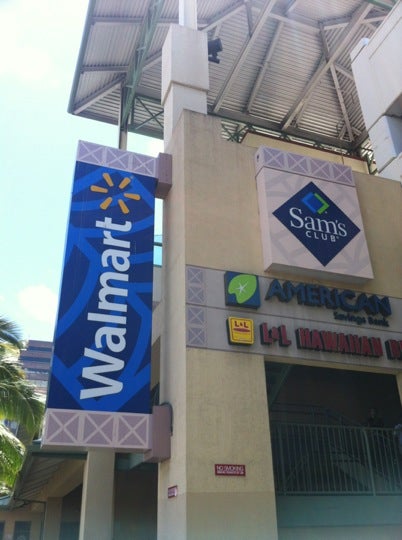 Walmart
Sam's
CLUB
AMERICAN
Savings Bank
L&L
L&L HAWAIIAN B
NO SMOKING